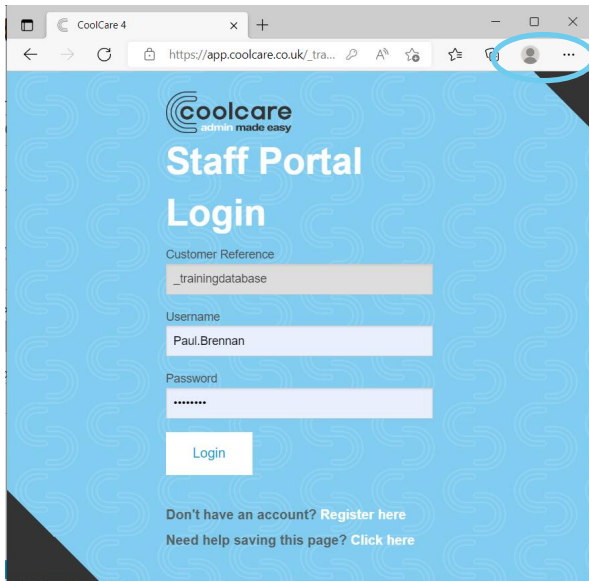 CoolCare 4
https://app.coolcare.co.uk/_tra...
coolcare
admin made easy
Staff Portal
Login
Customer Reference
_trainingdatabase
Username
Paul.Brennan
Password
••••••••
Login
Don't have an account? Register here
Need help saving this page? Click here